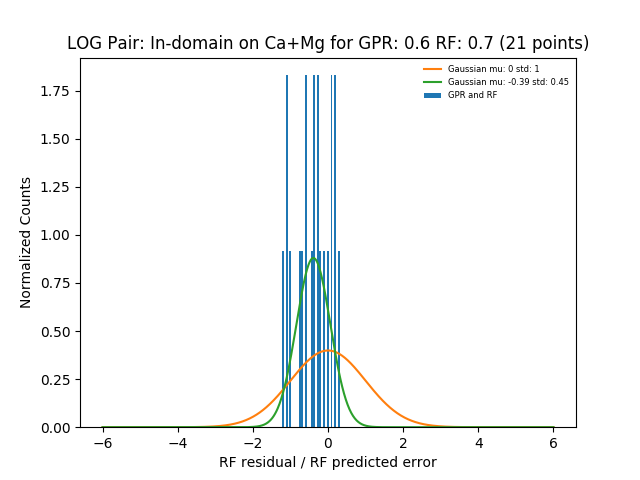 LOG Pair: In-domain on Ca+Mg for GPR: 0.6 RF: 0.7 (21 points)
Gaussian mu: 0 std: 1
Gaussian mu: -0.39 std: 0.45
GPR and RF
Normalized Counts
1.75
1.50
1.25
1.00
0.75
0.50
0.25
0.00
−6
−4
−2
0
2
4
6
RF residual / RF predicted error